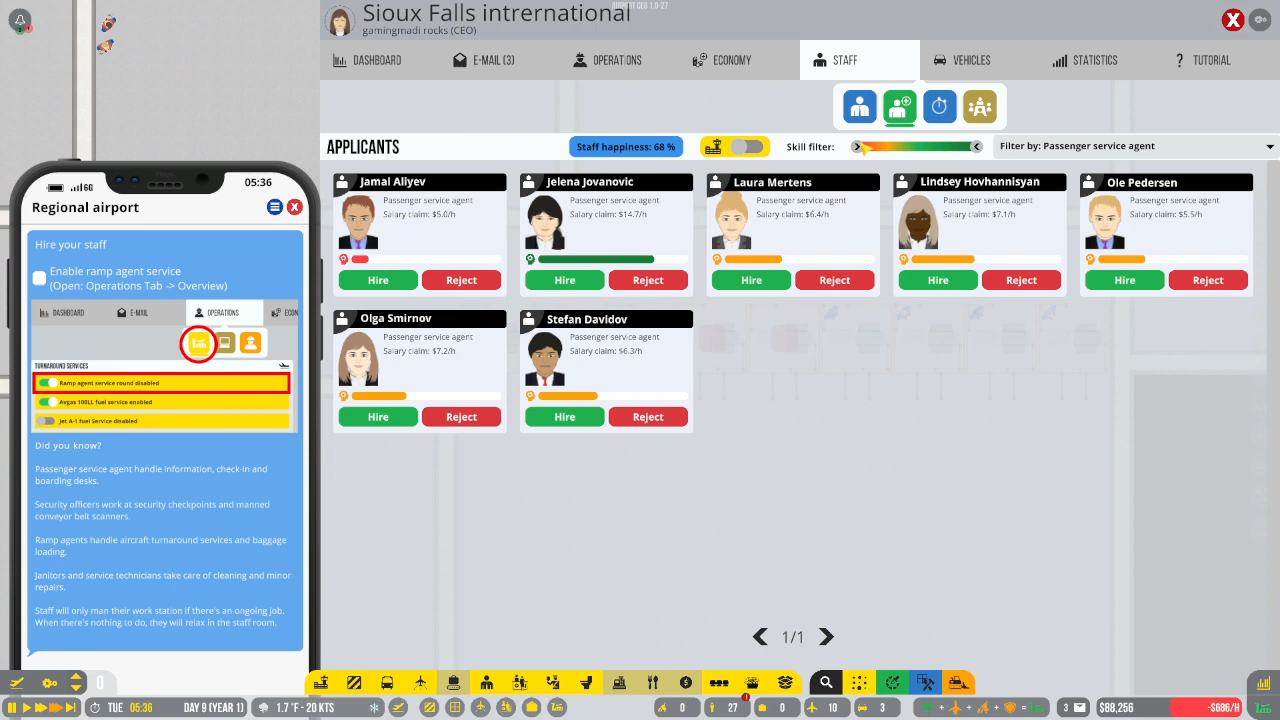 AIRPORT CEO 1.0-27
Sioux Falls international
gamingmadi rocks (CEO)
DASHBOARD
E-MAIL (3)
OPERATIONS
ECONOMY
STAFF
VEHICLES
STATISTICS
? TUTORIAL
APPLICANTS
Staff happiness: 68 %
Skill filter:
Filter by: Passenger service agent
Jamal Allyev
Passenger service agent
Salary claim: $5.0/h
Hire
Reject
Jelena Jovanovic
Passenger service agent
Salary claim: $14.7/h
Hire
Reject
Laura Mertens
Passenger service agent
Salary claim: $6.4/h
Hire
Reject
Lindsey Hovhannisyan
Passenger service agent
Salary claim: $7.1/h
Hire
Reject
Ole Pedersen
Passenger service agent
Salary claim: $5.5/h
Hire
Reject
Olga Smirnov
Passenger service agent
Salary claim: $7.2/h
Hire
Reject
Stefan Davidov
Passenger service agent
Salary claim: $6.3/h
Hire
Reject
1/1
6G
05:36
Regional airport
Hire your staff
Enable ramp agent service
(Open: Operations Tab -> Overview)
DASHBOARD
E-MAIL
OPERATIONS
ECON
TURNAROUND SERVICES
Ramp agent service round disabled
Avgas 100LL fuel service enabled
Jet A-1 fuel Service disabled
Did you know?
Passenger service agent handle information, check-in and
boarding desks.
Security officers work at security checkpoints and manned
conveyor belt scanners.
Ramp agents handle aircraft turnaround services and baggage
loading.
Janitors and service technicians take care of cleaning and minor
repairs.
Staff will only man their work station if there's an ongoing job.
When there's nothing to do, they will relax in the staff room.
0
TUE 05:36
DAY 9 (YEAR 1)
1.7 °F - 20 KTS
0
27
0
10
3
3
$88,256
-$686/H